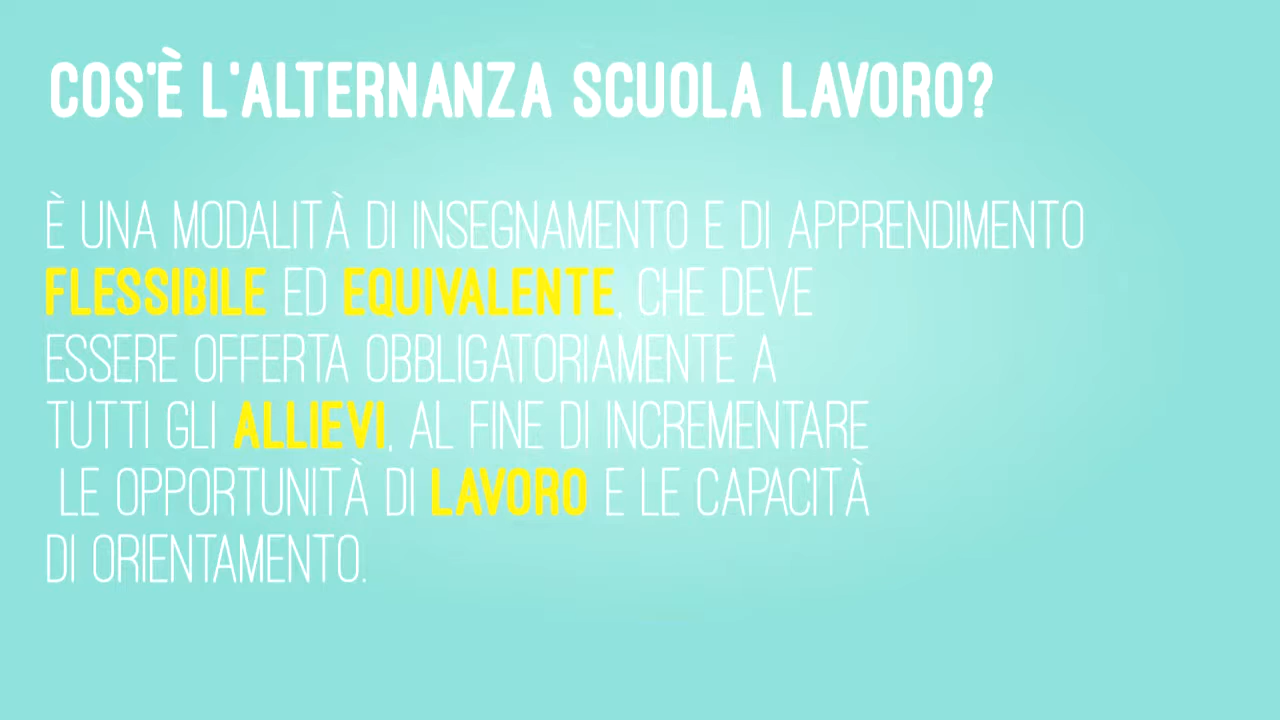 COS'È L'ALTERNANZA SCUOLA LAVORO?
È UNA MODALITÀ DI INSEGNAMENTO E DI APPRENDIMENTO
FLESSIBILE ED EQUIVALENTE, CHE DEVE
ESSERE OFFERTA OBBLIGATORIAMENTE A
TUTTI GLI ALLIEVI, AL FINE DI INCREMENTARE
LE OPPORTUNITÀ DI LAVORO E LE CAPACITÀ
DI ORIENTAMENTO.